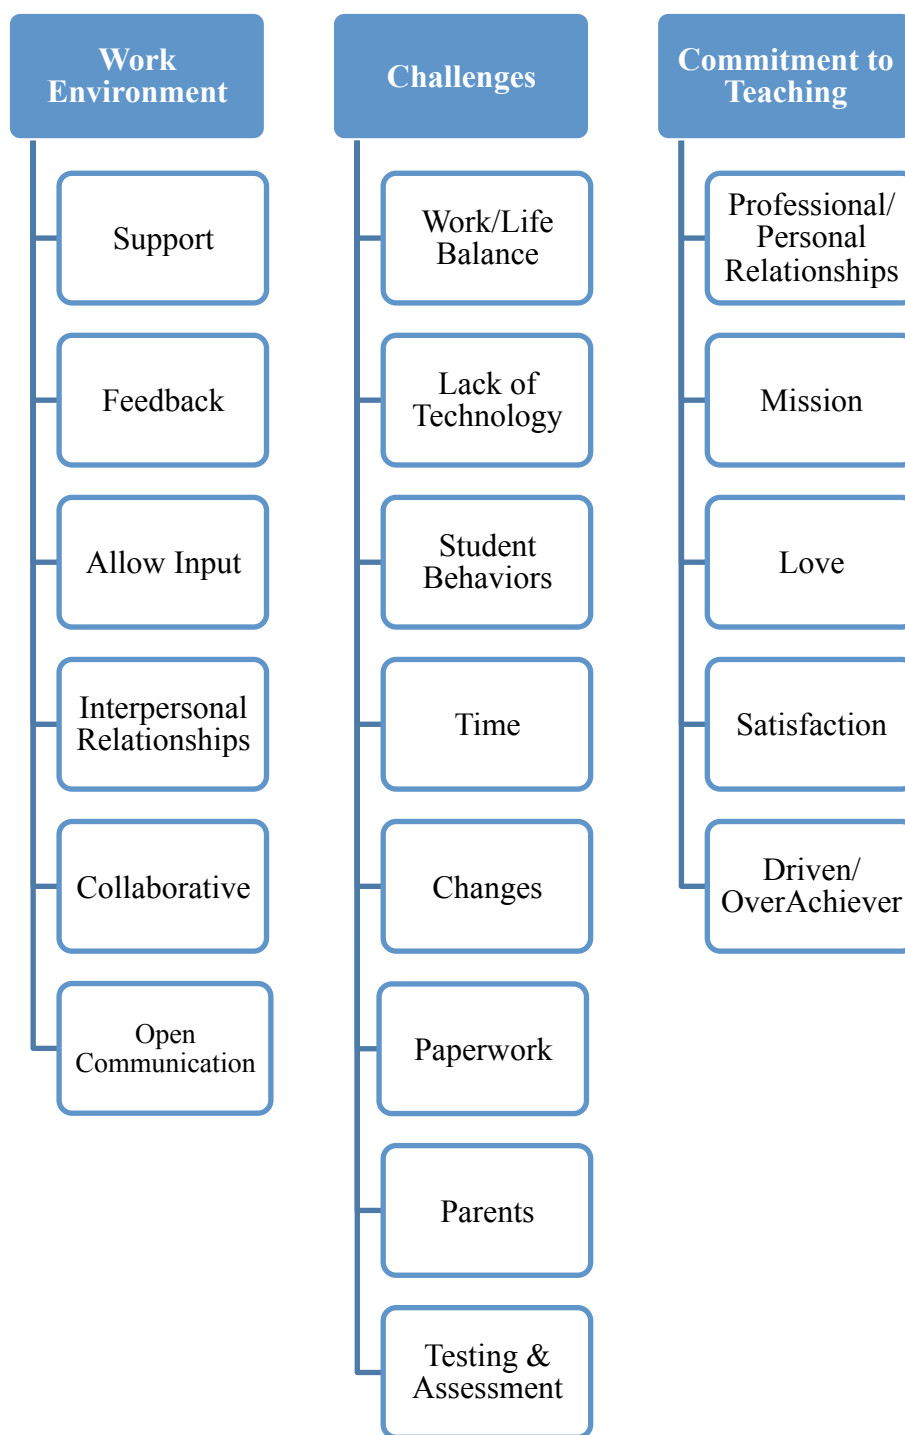 Work
Environment
Support
Feedback
Allow Input
Interpersonal
Relationships
Collaborative
Open
Communication
Challenges
Work/Life
Balance
Lack of
Technology
Student
Behaviors
Time
Changes
Paperwork
Parents
Testing &
Assessment
Commitment to
Teaching
Professional/
Personal
Relationships
Mission
Love
Satisfaction
Driven/
OverAchiever